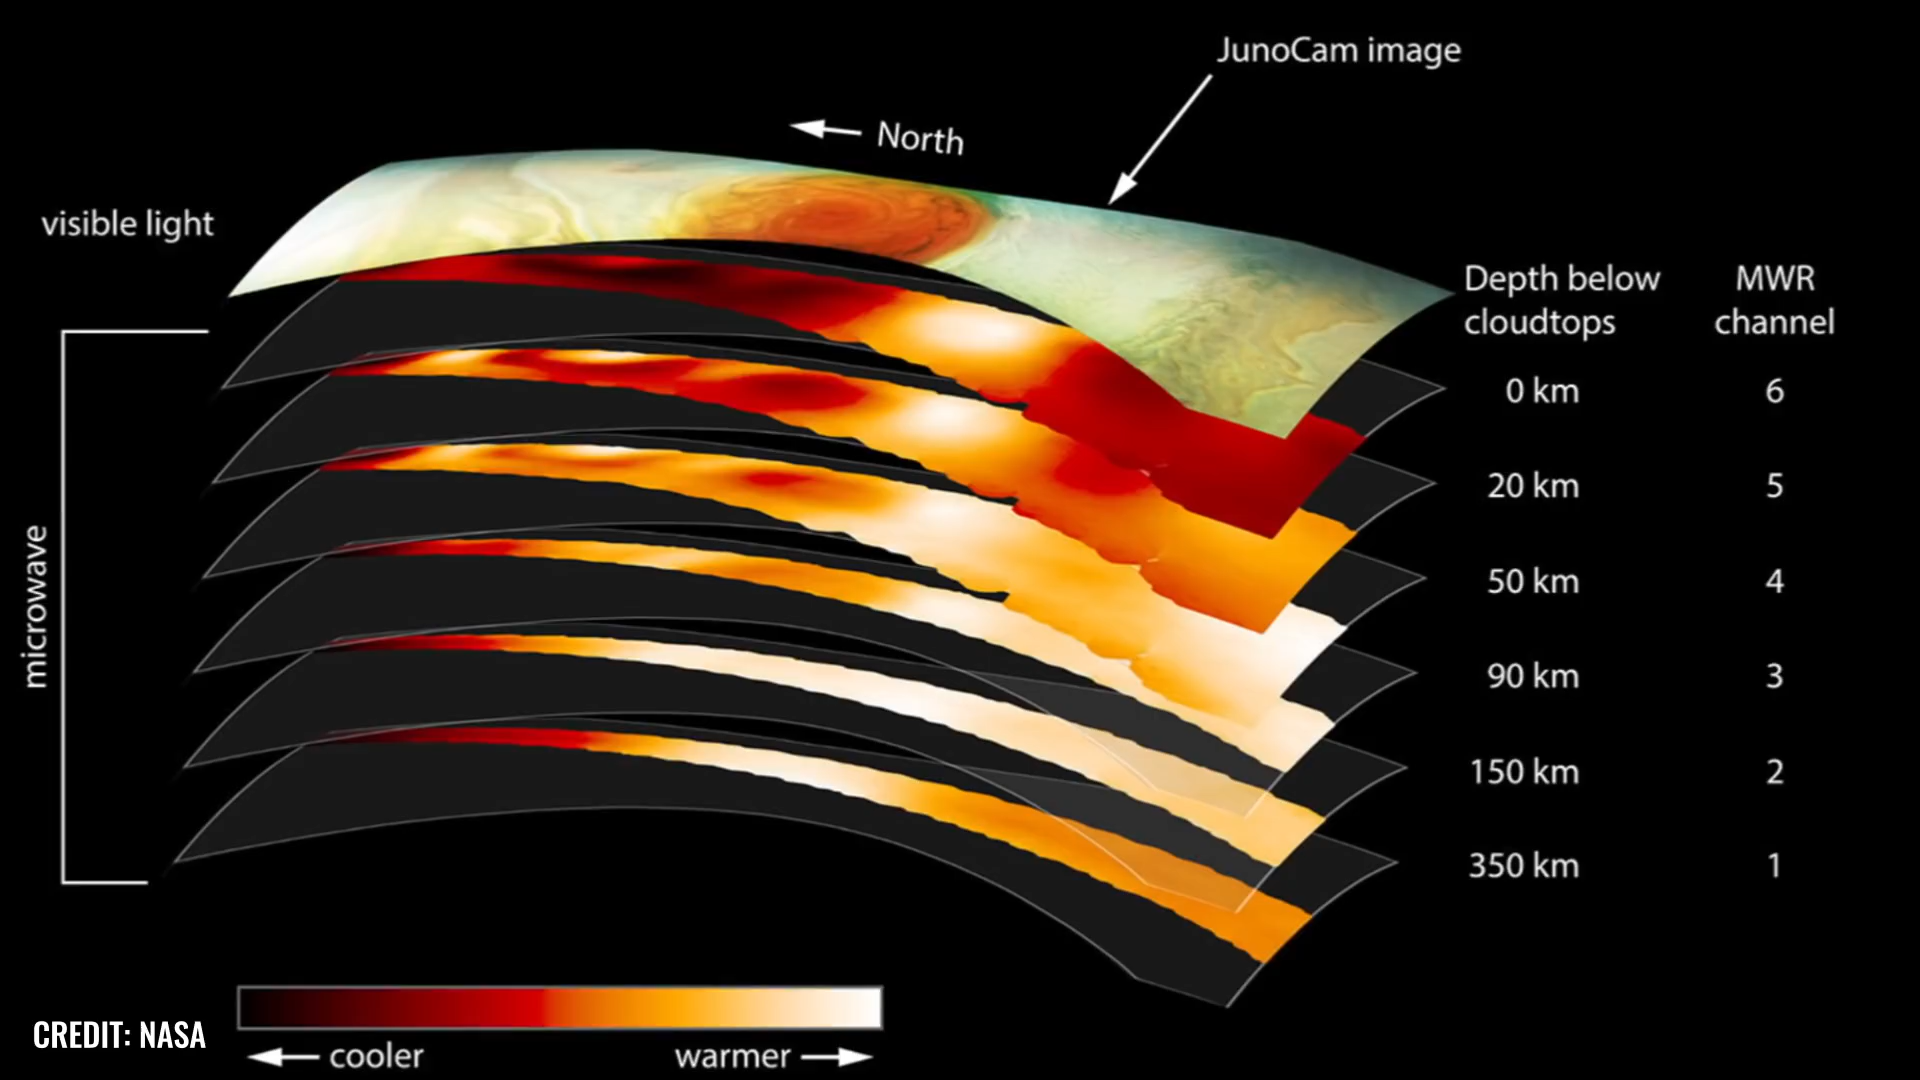 JunoCam image
North
visible light
Depth below
cloudtops
MWR
channel
0 km
6
20 km
5
50 km
4
90 km
3
150 km
2
350 km
1
microwave
cooler
warmer
CREDIT: NASA